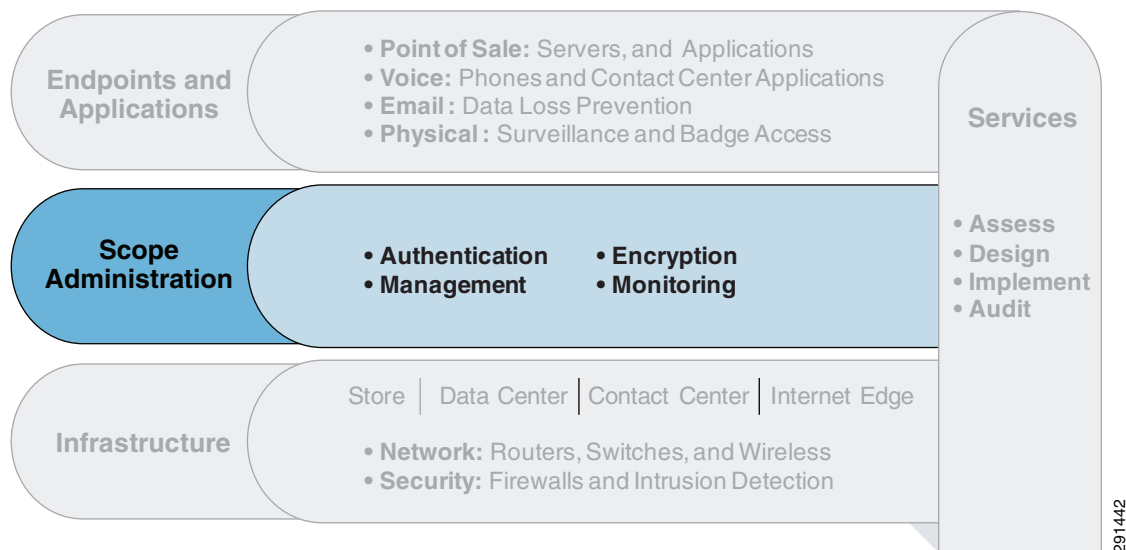 Endpoints and
Applications
• Point of Sale: Servers, and Applications
• Voice: Phones and Contact Center Applications
• Email : Data Loss Prevention
• Physical : Surveillance and Badge Access
Services
• Assess
• Design
• Implement
• Audit
Scope
Administration
• Authentication • Encryption
• Management • Monitoring
Infrastructure
Store | Data Center | Contact Center | Internet Edge
• Network: Routers, Switches, and Wireless
• Security: Firewalls and Intrusion Detection
291442